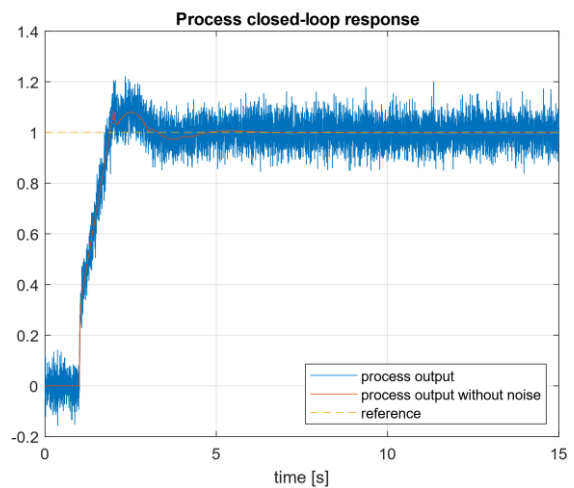 Process closed-loop response
1.4
1.2
1
0.8
0.6
0.4
0.2
0
-0.2
process output
process output without noise
reference
0 5 10 15
time [s]